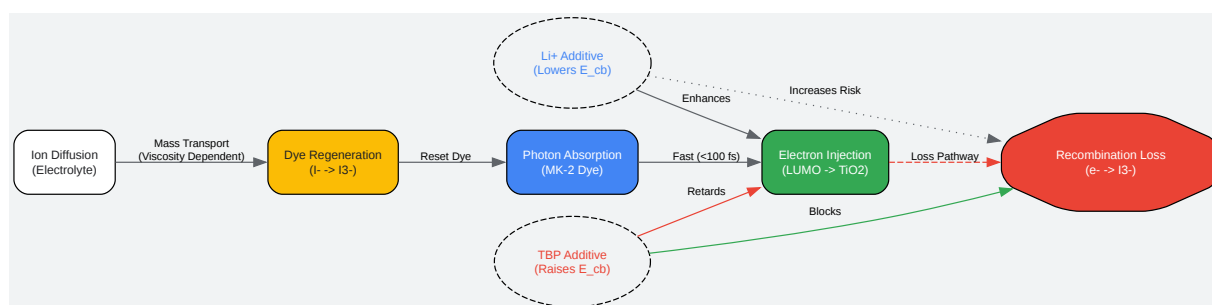 Li+ Additive
(Lowers E_cb)
Increases Risk
Enhances
Mass Transport
(Viscosity Dependent)
Ion Diffusion
(Electrolyte)
Dye Regeneration
(I- -> I3-)
Reset Dye
Photon Absorption
(MK-2 Dye)
Fast (<100 fs)
Electron Injection
(LUMO -> TiO2)
Loss Pathway
Recombination Loss
(e- -> I3-)
Retards
Blocks
TBP Additive
(Raises E_cb)